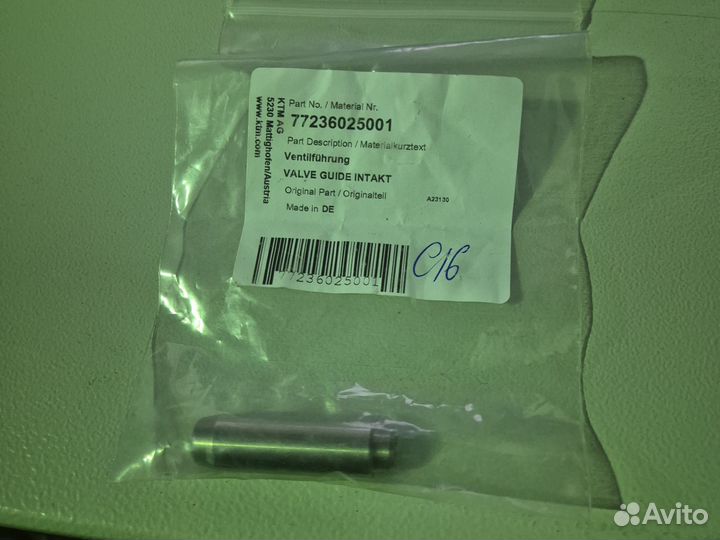 Part No. / Material Nr.
77236025001
Part Description / Materialkurztext
Ventilführung
VALVE GUIDE INTAKT
Original Part / Originalteil
A23130
Made in DE
KTM AG
5230 Mattighofen/Austria
www.ktm.com
77236025001
C16
Avito